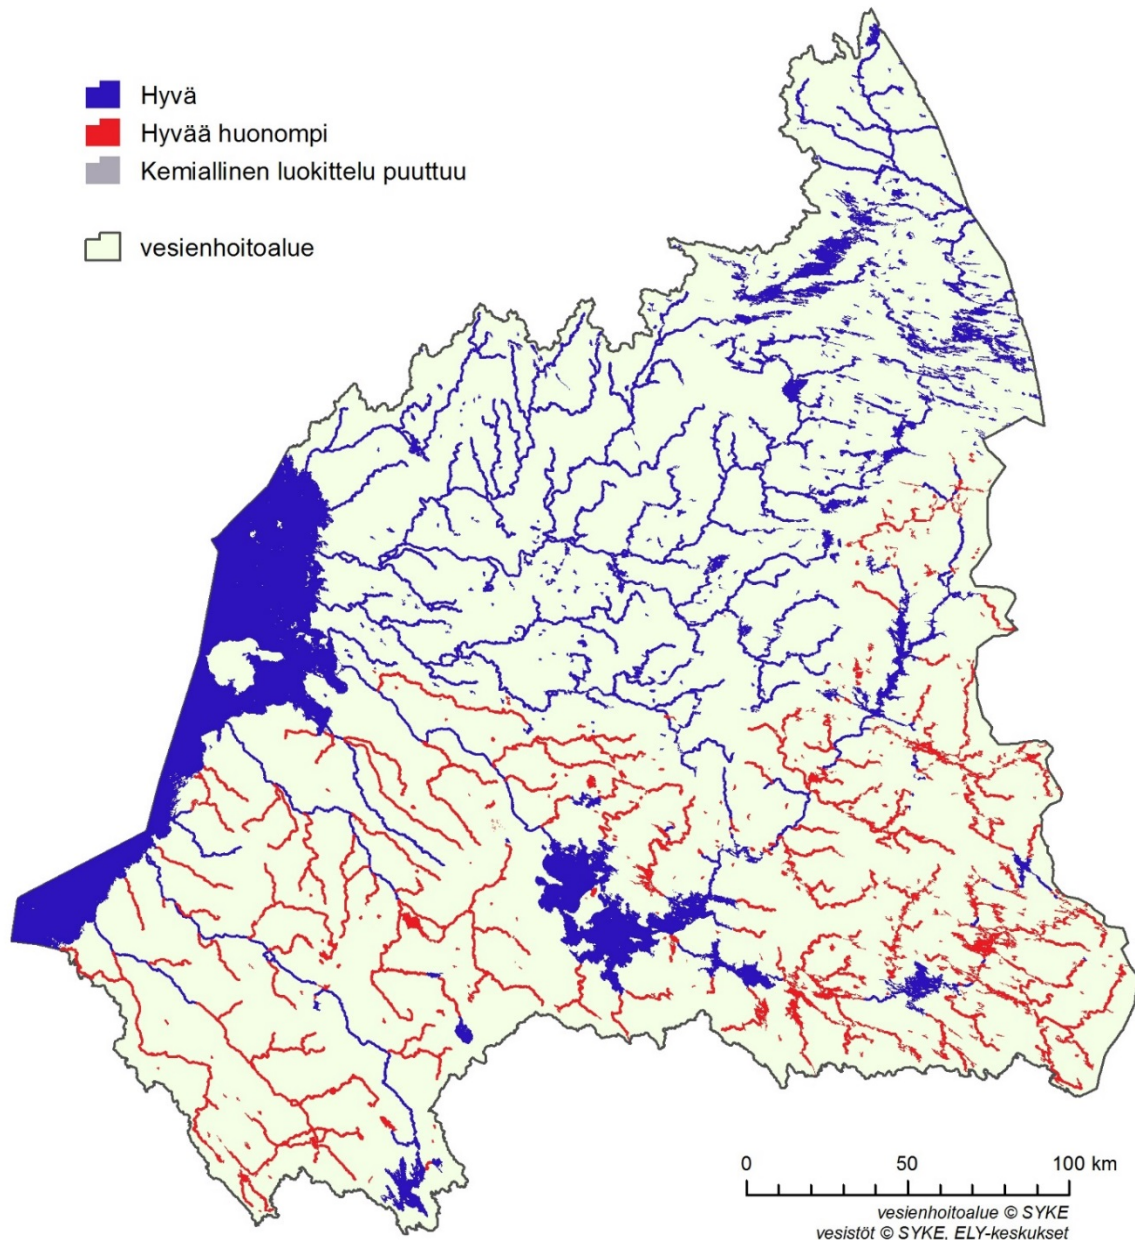 Hyvä
Hyvää huonompi
Kemiallinen luokittelu puuttuu
vesienhoitoalue
0 50 100 km
vesienhoitoalue © SYKE
vesistöt © SYKE, ELY-keskukset